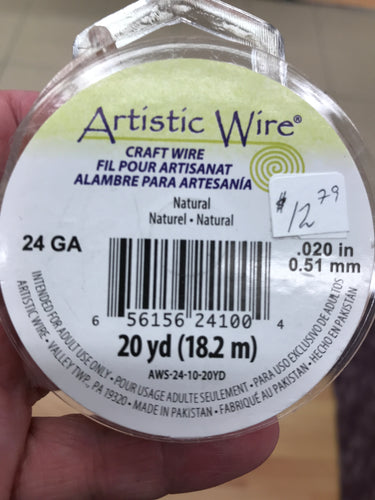 Artistic Wire®
CRAFT WIRE
FIL POUR ARTISANAT
ALAMBRE PARA ARTESANÍA
Natural
Naturel • Natural
$12.79
24 GA
.020 in
0.51 mm
6 56156 24100 4
20 yd (18.2 m)
AWS-24-10-20YD
INTENDED FOR ADULT USE ONLY • POUR USAGE ADULTE SEULEMENT • PARA USO EXCLUSIVO DE ADULTOS
ARTISTIC WIRE • VALLEY TWP., PA 19320 • MADE IN PAKISTAN • FABRIQUÉ AU PAKISTAN • HECHO EN PAKISTAN